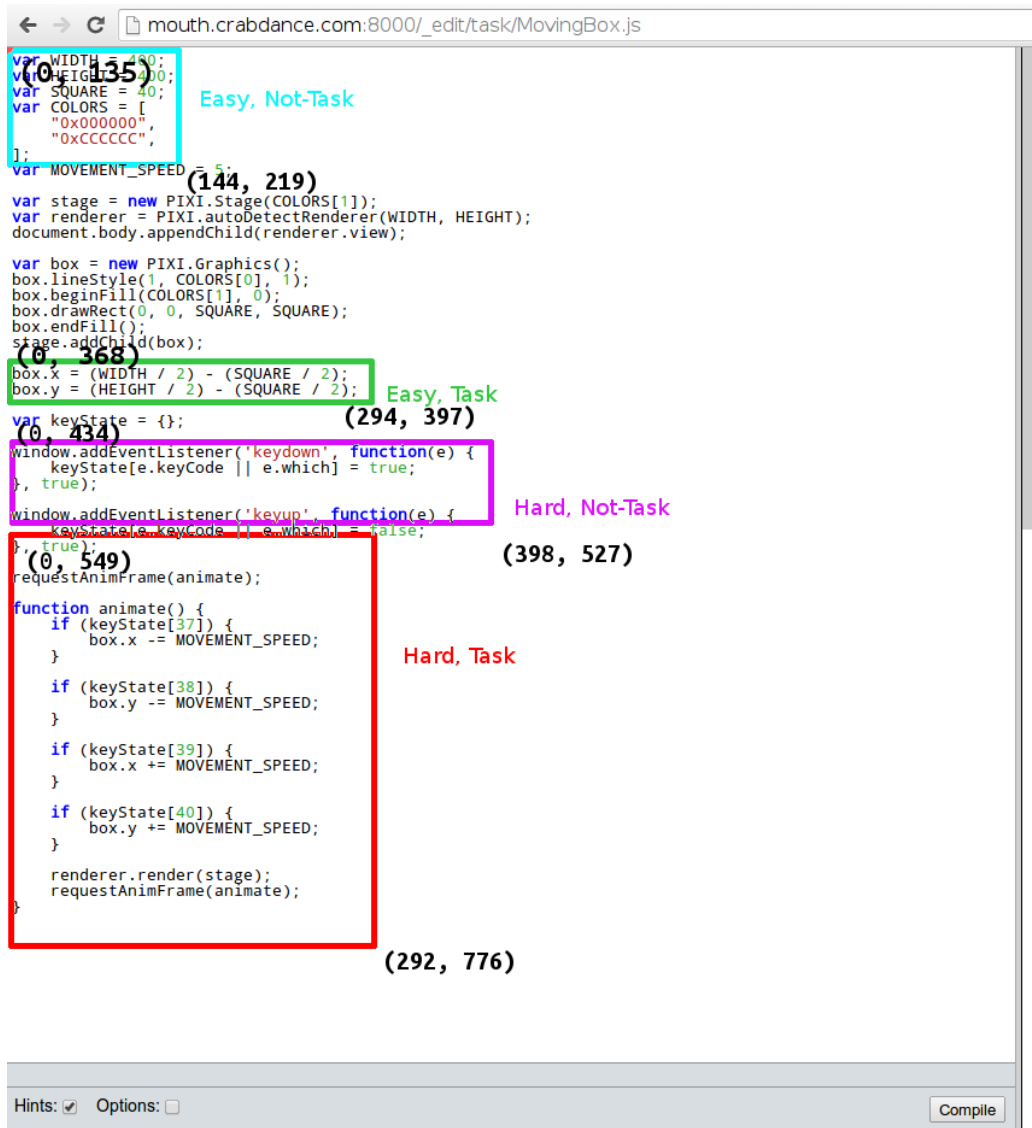 mouth.crabdance.com:8000/_edit/task/MovingBox.js
var WIDTH = 400;
var HEIGHT = 400;
(0, 135)
var SQUARE = 40;
var COLORS = [
Easy, Not-Task
"0x000000",
"0xCCCCCC",
];
var MOVEMENT_SPEED = 5;
(144, 219)
var stage = new PIXI.Stage(COLORS[1]);
var renderer = PIXI.autoDetectRenderer(WIDTH, HEIGHT);
document.body.appendChild(renderer.view);
var box = new PIXI.Graphics();
box.lineStyle(1, COLORS[0], 1);
box.beginFill(COLORS[1], 0);
box.drawRect(0, 0, SQUARE, SQUARE);
box.endFill();
stage.addChild(box);
(0, 368)
box.x = (WIDTH / 2) - (SQUARE / 2);
box.y = (HEIGHT / 2) - (SQUARE / 2);
Easy, Task
(294, 397)
var keyState = {};
(0, 434)
window.addEventListener('keydown', function(e) {
keyState[e.keyCode || e.which] = true;
}, true);
Hard, Not-Task
window.addEventListener('keyup', function(e) {
keyState[e.keyCode || e.which] = false;
}, true);
(398, 527)
(0, 549)
requestAnimFrame(animate);
function animate() {
if (keyState[37]) {
box.x -= MOVEMENT_SPEED;
}
Hard, Task
if (keyState[38]) {
box.y -= MOVEMENT_SPEED;
}
if (keyState[39]) {
box.x += MOVEMENT_SPEED;
}
if (keyState[40]) {
box.y += MOVEMENT_SPEED;
}
renderer.render(stage);
requestAnimFrame(animate);
}
(292, 776)
Hints: Options: Compile